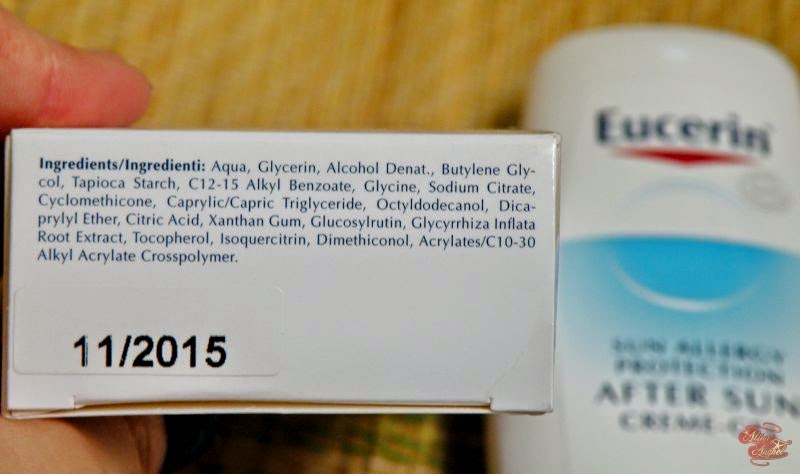 Ingredients/Ingredienti: Aqua, Glycerin, Alcohol Denat., Butylene Gly-
col, Tapioca Starch, C12-15 Alkyl Benzoate, Glycine, Sodium Citrate,
Cyclomethicone, Caprylic/Capric Triglyceride, Octyldodecanol, Dica-
prylyl Ether, Citric Acid, Xanthan Gum, Glucosylrutin, Glycyrrhiza Inflata
Root Extract, Tocopherol, Isoquercitrin, Dimethiconol, Acrylates/C10-30
Alkyl Acrylate Crosspolymer.
11/2015
Eucerin
SUN ALLERGY
PROTECTION
AFTER SUN
CREME-G